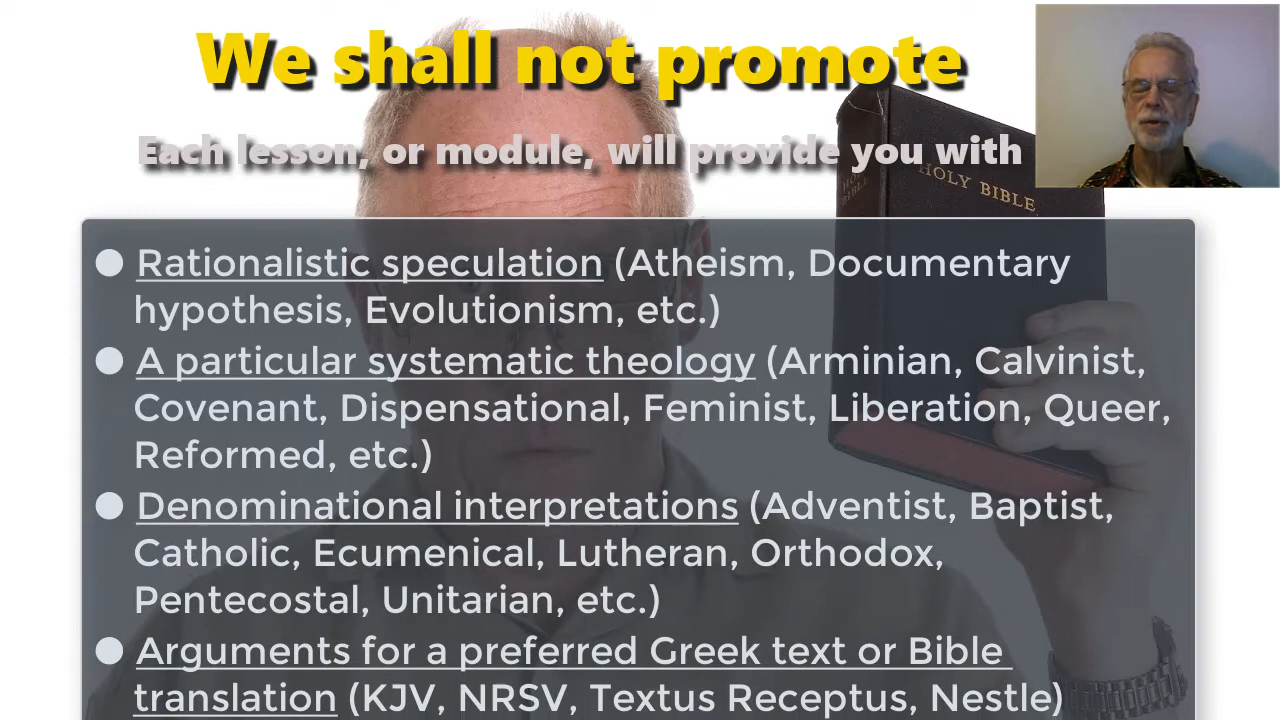 We shall not promote
Each lesson, or module, will provide you with
HOLY BIBLE
HOLY BIBLE
● Rationalistic speculation (Atheism, Documentary
hypothesis, Evolutionism, etc.)
● A particular systematic theology (Arminian, Calvinist,
Covenant, Dispensational, Feminist, Liberation, Queer,
Reformed, etc.)
● Denominational interpretations (Adventist, Baptist,
Catholic, Ecumenical, Lutheran, Orthodox,
Pentecostal, Unitarian, etc.)
● Arguments for a preferred Greek text or Bible
translation (KJV, NRSV, Textus Receptus, Nestle)